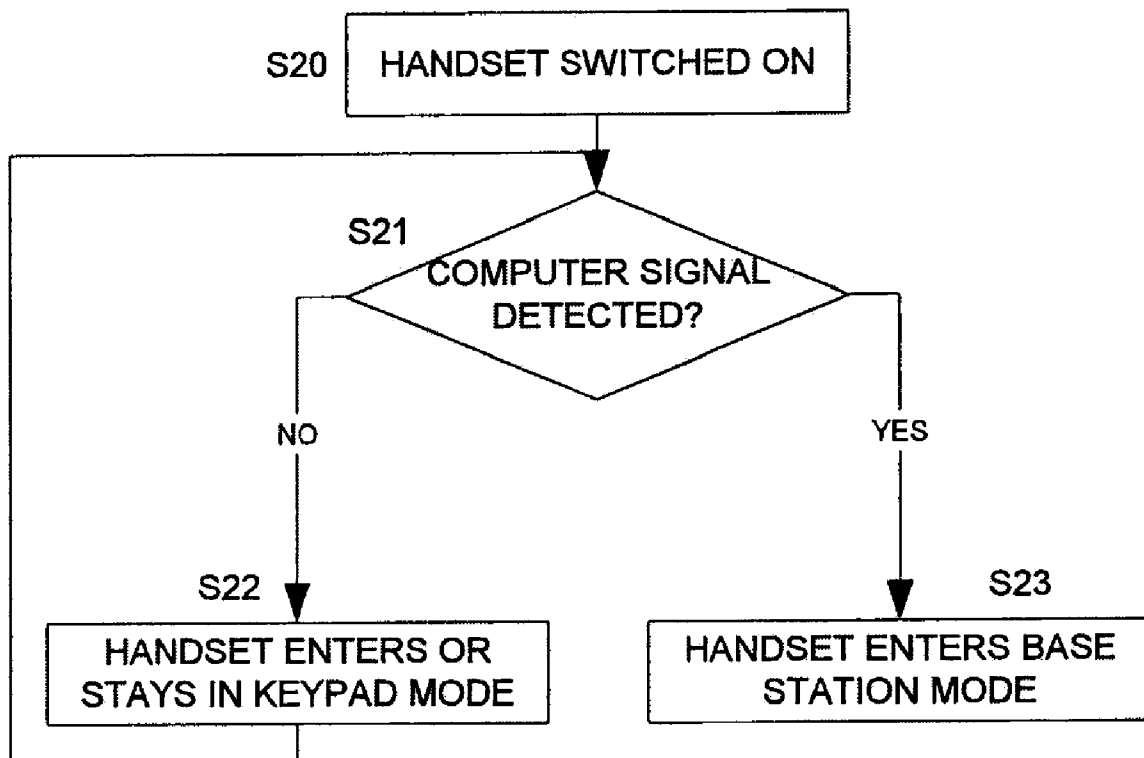 S20
HANDSET SWITCHED ON
S21
COMPUTER SIGNAL
DETECTED?
NO
YES
S22
S23
HANDSET ENTERS OR
STAYS IN KEYPAD MODE
HANDSET ENTERS BASE
STATION MODE